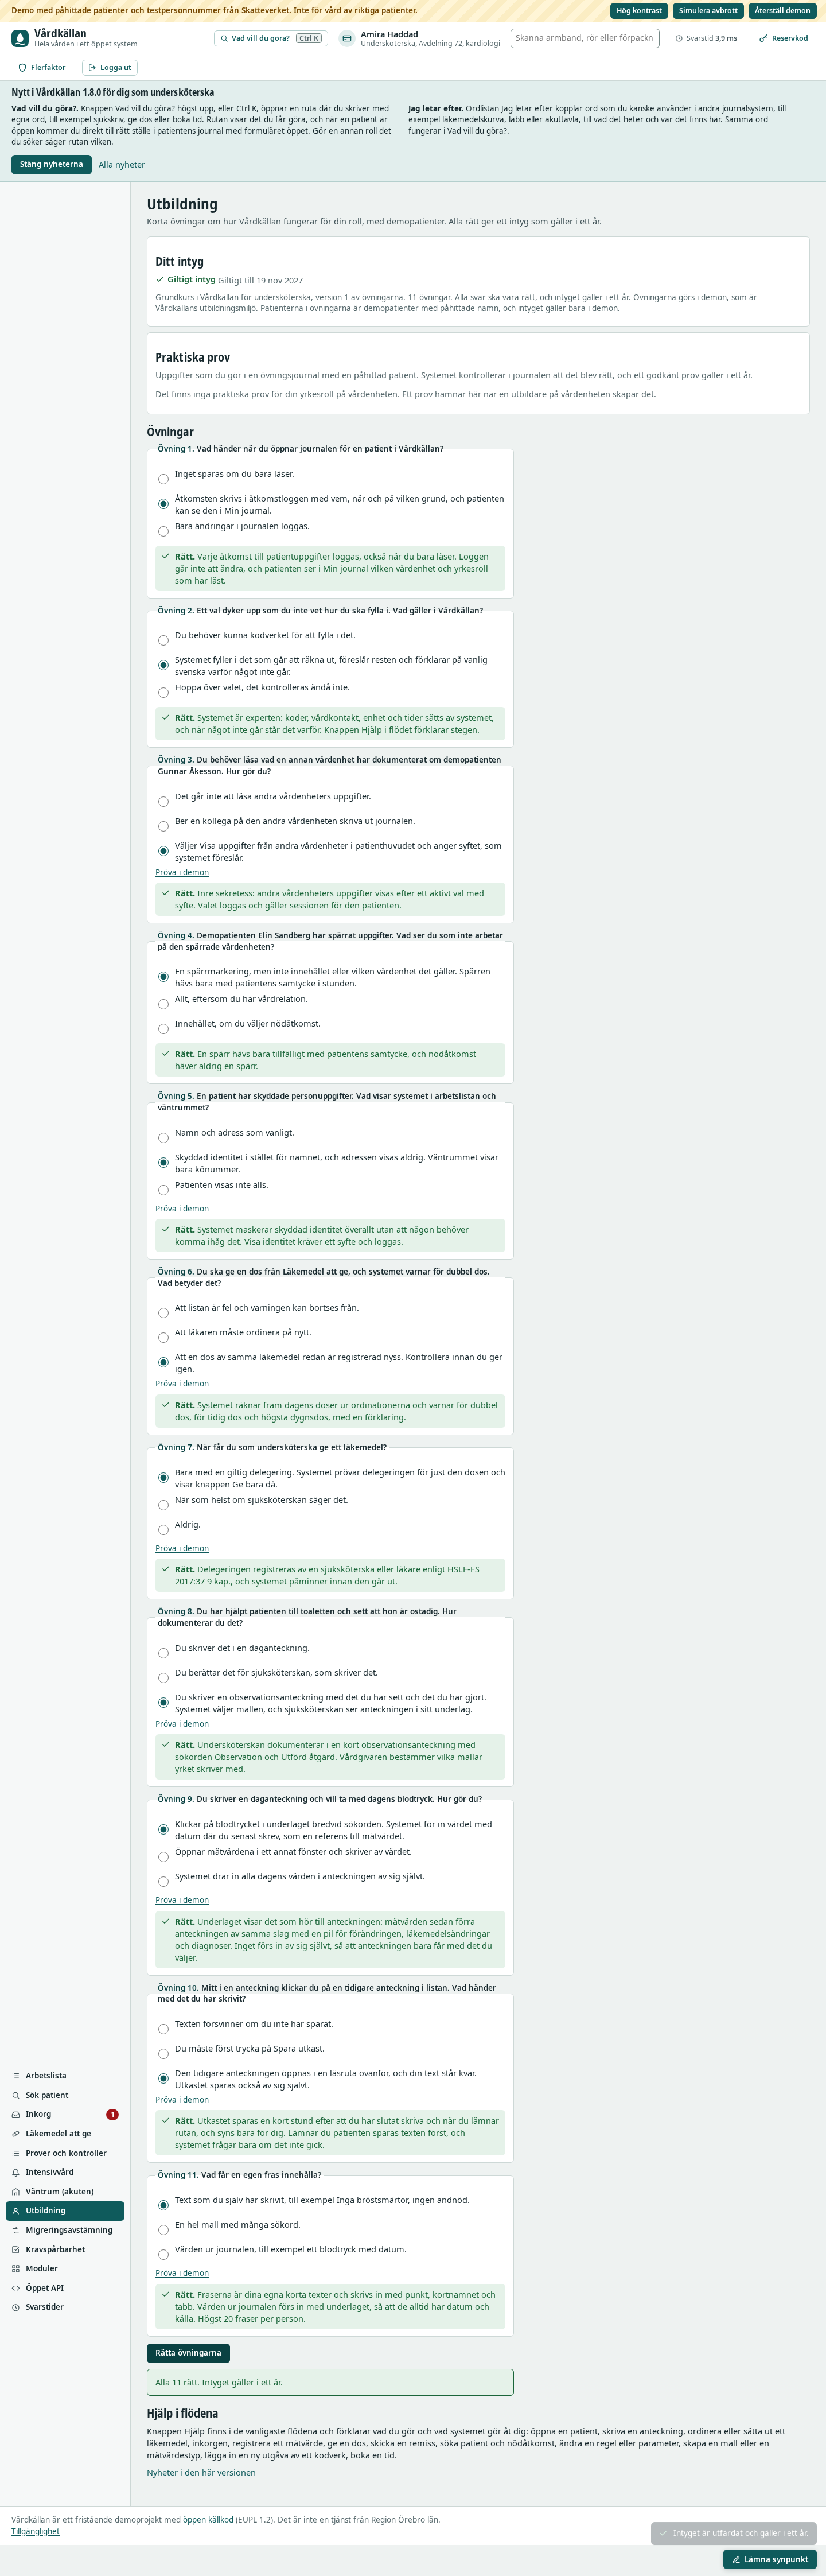 Demo med påhittade patienter och testpersonnummer från Skatteverket. Inte för vård av riktiga patienter.
Hög kontrast
Simulera avbrott
Återställ demon
Vårdkällan
Hela vården i ett öppet system
Vad vill du göra? Ctrl K
Amira Haddad
Undersköterska, Avdelning 72, kardiologi
Skanna armband, rör eller förpackni
Svarstid 3,9 ms
Reservkod
Flerfaktor
Logga ut
Nytt i Vårdkällan 1.8.0 för dig som undersköterska
Vad vill du göra?. Knappen Vad vill du göra? högst upp, eller Ctrl K, öppnar en ruta där du skriver med
egna ord, till exempel sjukskriv, ge dos eller boka tid. Rutan visar det du får göra, och när en patient är
öppen kommer du direkt till rätt ställe i patientens journal med formuläret öppet. Gör en annan roll det
du söker säger rutan vilken.
Jag letar efter. Ordlistan Jag letar efter kopplar ord som du kanske använder i andra journalsystem, till
exempel läkemedelskurva, labb eller akuttavla, till vad det heter och var det finns här. Samma ord
fungerar i Vad vill du göra?.
Stäng nyheterna
Alla nyheter
Utbildning
Korta övningar om hur Vårdkällan fungerar för din roll, med demopatienter. Alla rätt ger ett intyg som gäller i ett år.
Ditt intyg
Giltigt intyg Giltigt till 19 nov 2027
Grundkurs i Vårdkällan för undersköterska, version 1 av övningarna. 11 övningar. Alla svar ska vara rätt, och intyget gäller i ett år. Övningarna görs i demon, som är
Vårdkällans utbildningsmiljö. Patienterna i övningarna är demopatienter med påhittade namn, och intyget gäller bara i demon.
Praktiska prov
Uppgifter som du gör i en övningsjournal med en påhittad patient. Systemet kontrollerar i journalen att det blev rätt, och ett godkänt prov gäller i ett år.
Det finns inga praktiska prov för din yrkesroll på vårdenheten. Ett prov hamnar här när en utbildare på vårdenheten skapar det.
Övningar
Övning 1. Vad händer när du öppnar journalen för en patient i Vårdkällan?
Inget sparas om du bara läser.
Åtkomsten skrivs i åtkomstloggen med vem, när och på vilken grund, och patienten
kan se den i Min journal.
Bara ändringar i journalen loggas.
Rätt. Varje åtkomst till patientuppgifter loggas, också när du bara läser. Loggen
går inte att ändra, och patienten ser i Min journal vilken vårdenhet och yrkesroll
som har läst.
Övning 2. Ett val dyker upp som du inte vet hur du ska fylla i. Vad gäller i Vårdkällan?
Du behöver kunna kodverket för att fylla i det.
Systemet fyller i det som går att räkna ut, föreslår resten och förklarar på vanlig
svenska varför något inte går.
Hoppa över valet, det kontrolleras ändå inte.
Rätt. Systemet är experten: koder, vårdkontakt, enhet och tider sätts av systemet,
och när något inte går står det varför. Knappen Hjälp i flödet förklarar stegen.
Övning 3. Du behöver läsa vad en annan vårdenhet har dokumenterat om demopatienten
Gunnar Åkesson. Hur gör du?
Det går inte att läsa andra vårdenheters uppgifter.
Ber en kollega på den andra vårdenheten skriva ut journalen.
Väljer Visa uppgifter från andra vårdenheter i patienthuvudet och anger syftet, som
systemet föreslår.
Pröva i demon
Rätt. Inre sekretess: andra vårdenheters uppgifter visas efter ett aktivt val med
syfte. Valet loggas och gäller sessionen för den patienten.
Övning 4. Demopatienten Elin Sandberg har spärrat uppgifter. Vad ser du som inte arbetar
på den spärrade vårdenheten?
En spärrmarkering, men inte innehållet eller vilken vårdenhet det gäller. Spärren
hävs bara med patientens samtycke i stunden.
Allt, eftersom du har vårdrelation.
Innehållet, om du väljer nödåtkomst.
Rätt. En spärr hävs bara tillfälligt med patientens samtycke, och nödåtkomst
häver aldrig en spärr.
Övning 5. En patient har skyddade personuppgifter. Vad visar systemet i arbetslistan och
väntrummet?
Namn och adress som vanligt.
Skyddad identitet i stället för namnet, och adressen visas aldrig. Väntrummet visar
bara könummer.
Patienten visas inte alls.
Pröva i demon
Rätt. Systemet maskerar skyddad identitet överallt utan att någon behöver
komma ihåg det. Visa identitet kräver ett syfte och loggas.
Övning 6. Du ska ge en dos från Läkemedel att ge, och systemet varnar för dubbel dos.
Vad betyder det?
Att listan är fel och varningen kan bortses från.
Att läkaren måste ordinera på nytt.
Att en dos av samma läkemedel redan är registrerad nyss. Kontrollera innan du ger
igen.
Pröva i demon
Rätt. Systemet räknar fram dagens doser ur ordinationerna och varnar för dubbel
dos, för tidig dos och högsta dygnsdos, med en förklaring.
Övning 7. När får du som undersköterska ge ett läkemedel?
Bara med en giltig delegering. Systemet prövar delegeringen för just den dosen och
visar knappen Ge bara då.
När som helst om sjuksköterskan säger det.
Aldrig.
Pröva i demon
Rätt. Delegeringen registreras av en sjuksköterska eller läkare enligt HSLF-FS
2017:37 9 kap., och systemet påminner innan den går ut.
Övning 8. Du har hjälpt patienten till toaletten och sett att hon är ostadig. Hur
dokumenterar du det?
Du skriver det i en daganteckning.
Du berättar det för sjuksköterskan, som skriver det.
Du skriver en observationsanteckning med det du har sett och det du har gjort.
Systemet väljer mallen, och sjuksköterskan ser anteckningen i sitt underlag.
Pröva i demon
Rätt. Undersköterskan dokumenterar i en kort observationsanteckning med
sökorden Observation och Utförd åtgärd. Vårdgivaren bestämmer vilka mallar
yrket skriver med.
Övning 9. Du skriver en daganteckning och vill ta med dagens blodtryck. Hur gör du?
Klickar på blodtrycket i underlaget bredvid sökorden. Systemet för in värdet med
datum där du senast skrev, som en referens till mätvärdet.
Öppnar mätvärdena i ett annat fönster och skriver av värdet.
Systemet drar in alla dagens värden i anteckningen av sig självt.
Pröva i demon
Rätt. Underlaget visar det som hör till anteckningen: mätvärden sedan förra
anteckningen av samma slag med en pil för förändringen, läkemedelsändringar
och diagnoser. Inget förs in av sig självt, så att anteckningen bara får med det du
väljer.
Övning 10. Mitt i en anteckning klickar du på en tidigare anteckning i listan. Vad händer
med det du har skrivit?
Texten försvinner om du inte har sparat.
Du måste först trycka på Spara utkast.
Den tidigare anteckningen öppnas i en läsruta ovanför, och din text står kvar.
Utkastet sparas också av sig självt.
Pröva i demon
Rätt. Utkastet sparas en kort stund efter att du har slutat skriva och när du lämnar
rutan, och syns bara för dig. Lämnar du patienten sparas texten först, och
systemet frågar bara om det inte gick.
Övning 11. Vad får en egen fras innehålla?
Text som du själv har skrivit, till exempel Inga bröstsmärtor, ingen andnöd.
En hel mall med många sökord.
Värden ur journalen, till exempel ett blodtryck med datum.
Pröva i demon
Rätt. Fraserna är dina egna korta texter och skrivs in med punkt, kortnamnet och
tabb. Värden ur journalen förs in med underlaget, så att de alltid har datum och
källa. Högst 20 fraser per person.
Rätta övningarna
Alla 11 rätt. Intyget gäller i ett år.
Hjälp i flödena
Knappen Hjälp finns i de vanligaste flödena och förklarar vad du gör och vad systemet gör åt dig: öppna en patient, skriva en anteckning, ordinera eller sätta ut ett
läkemedel, inkorgen, registrera ett mätvärde, ge en dos, skicka en remiss, söka patient och nödåtkomst, ändra en regel eller parameter, skapa en mall eller en
mätvärdestyp, lägga in en ny utgåva av ett kodverk, boka en tid.
Nyheter i den här versionen
Arbetslista
Sök patient
Inkorg 1
Läkemedel att ge
Prover och kontroller
Intensivvård
Väntrum (akuten)
Utbildning
Migreringsavstämning
Kravspårbarhet
Moduler
Öppet API
Svarstider
Vårdkällan är ett fristående demoprojekt med öppen källkod (EUPL 1.2). Det är inte en tjänst från Region Örebro län.
Tillgänglighet
Intyget är utfärdat och gäller i ett år.
Lämna synpunkt